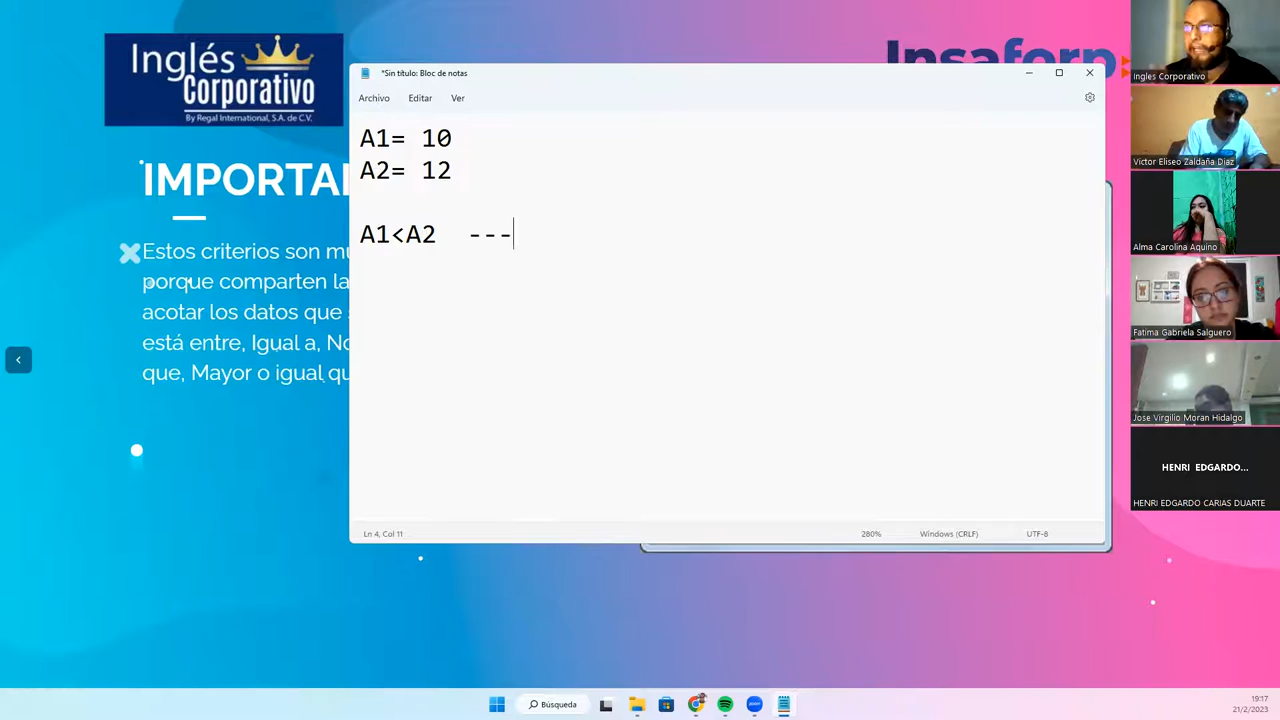 Inglés
Corporativo
By Regal International, S.A. de C.V.
Insaforp
IMPORTA
Estos criterios son m
porque comparten la
acotar los datos que
está entre, Igual a, No
que, Mayor o igual qu
*Sin título: Bloc de notas
Archivo Editar Ver
A1= 10
A2= 12
A1<A2 ---
Ln 4, Col 11 280% Windows (CRLF) UTF-8
Ingles Corporativo
Victor Eliseo Zaldaña Diaz
Alma Carolina Aquino
Fatima Gabriela Salguero
Jose Virgilio Moran Hidalgo
HENRI EDGARDO...
HENRI EDGARDO CARIAS DUARTE
Búsqueda
zoom
19:17
21/2/2023